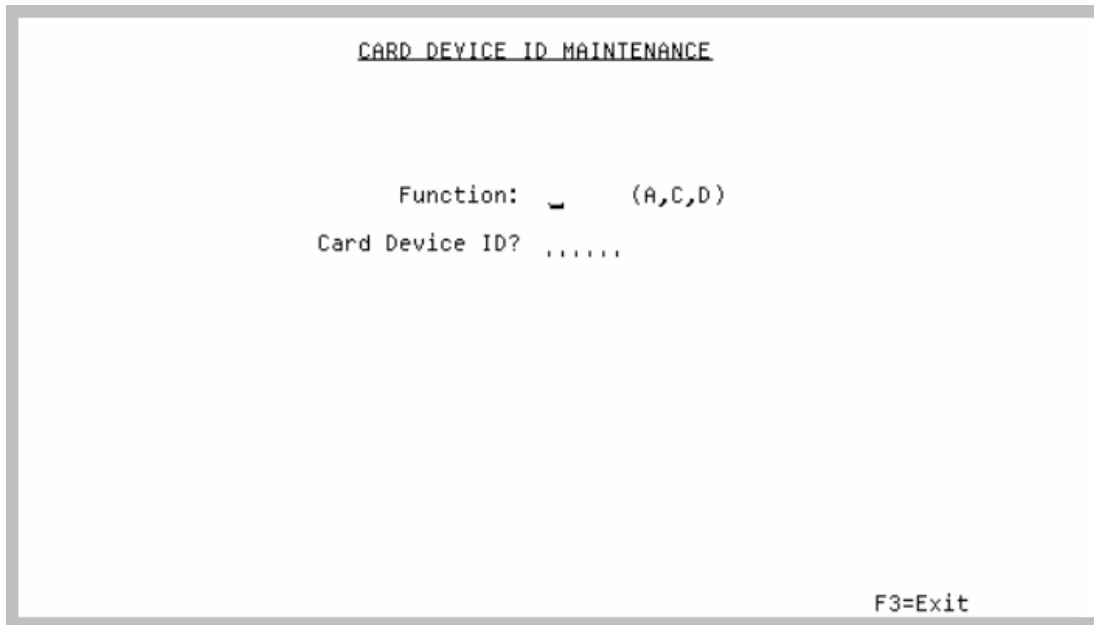 CARD DEVICE ID MAINTENANCE
Function: _ (A,C,D)
Card Device ID? ......
F3=Exit